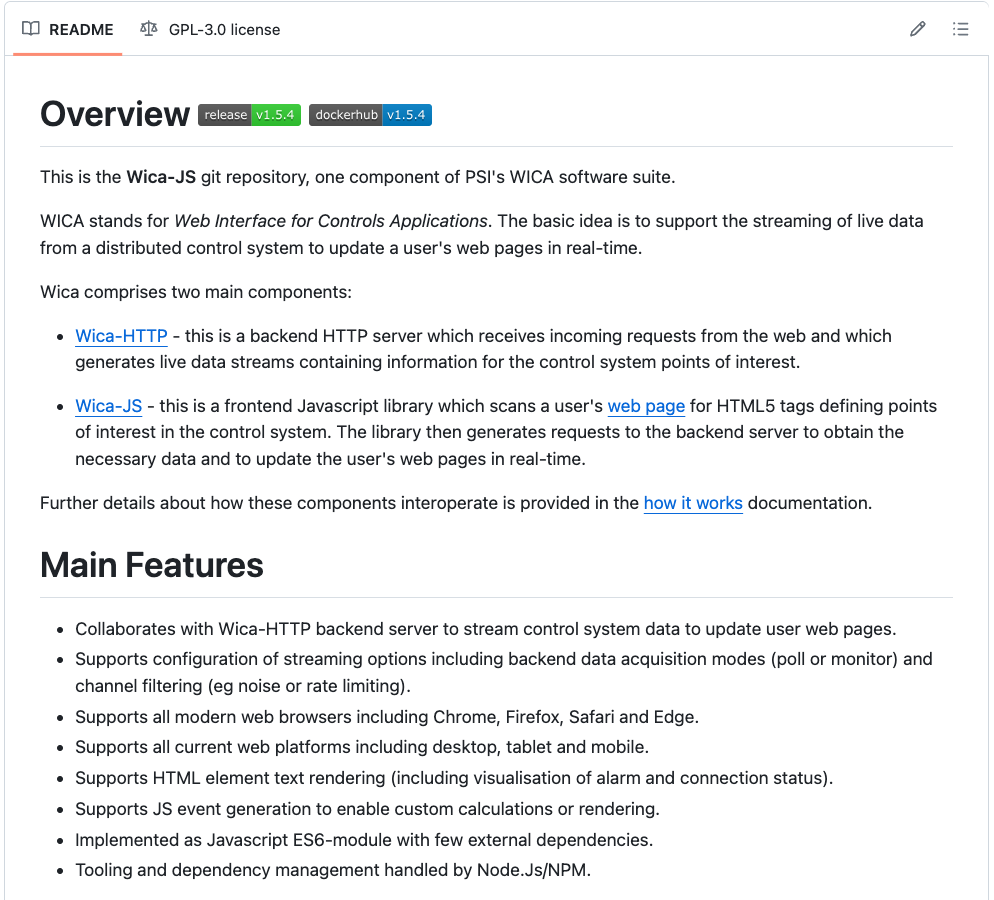 README GPL-3.0 license
Overview release v1.5.4 dockerhub v1.5.4
This is the Wica-JS git repository, one component of PSI's WICA software suite.
WICA stands for Web Interface for Controls Applications. The basic idea is to support the streaming of live data
from a distributed control system to update a user's web pages in real-time.
Wica comprises two main components:
• Wica-HTTP - this is a backend HTTP server which receives incoming requests from the web and which
generates live data streams containing information for the control system points of interest.
• Wica-JS - this is a frontend Javascript library which scans a user's web page for HTML5 tags defining points
of interest in the control system. The library then generates requests to the backend server to obtain the
necessary data and to update the user's web pages in real-time.
Further details about how these components interoperate is provided in the how it works documentation.
Main Features
• Collaborates with Wica-HTTP backend server to stream control system data to update user web pages.
• Supports configuration of streaming options including backend data acquisition modes (poll or monitor) and
channel filtering (eg noise or rate limiting).
• Supports all modern web browsers including Chrome, Firefox, Safari and Edge.
• Supports all current web platforms including desktop, tablet and mobile.
• Supports HTML element text rendering (including visualisation of alarm and connection status).
• Supports JS event generation to enable custom calculations or rendering.
• Implemented as Javascript ES6-module with few external dependencies.
• Tooling and dependency management handled by Node.Js/NPM.